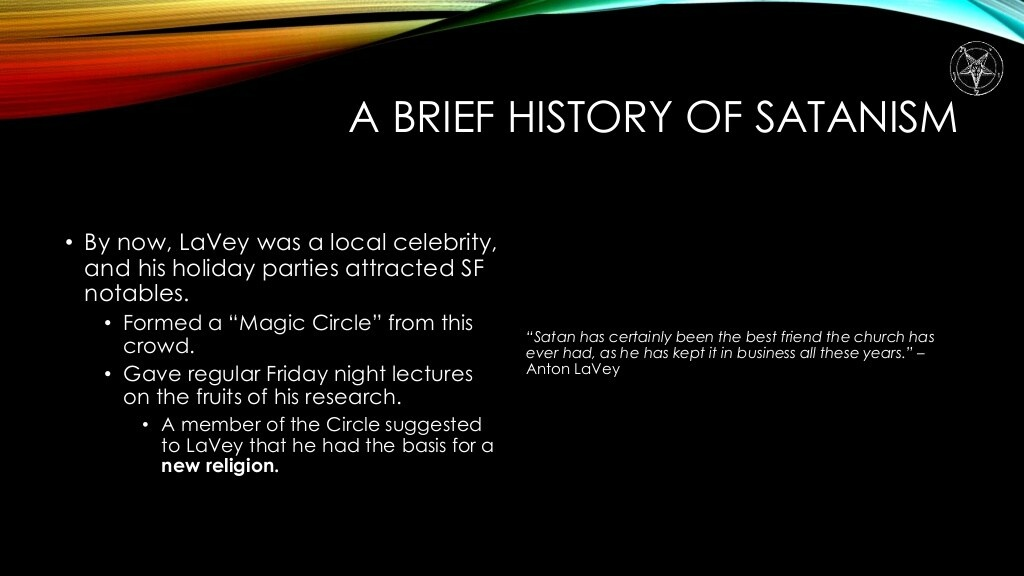 A BRIEF HISTORY OF SATANISM
• By now, LaVey was a local celebrity,
and his holiday parties attracted SF
notables.
• Formed a “Magic Circle” from this
crowd.
• Gave regular Friday night lectures
on the fruits of his research.
• A member of the Circle suggested
to LaVey that he had the basis for a
new religion.
“Satan has certainly been the best friend the church has
ever had, as he has kept it in business all these years.” –
Anton LaVey